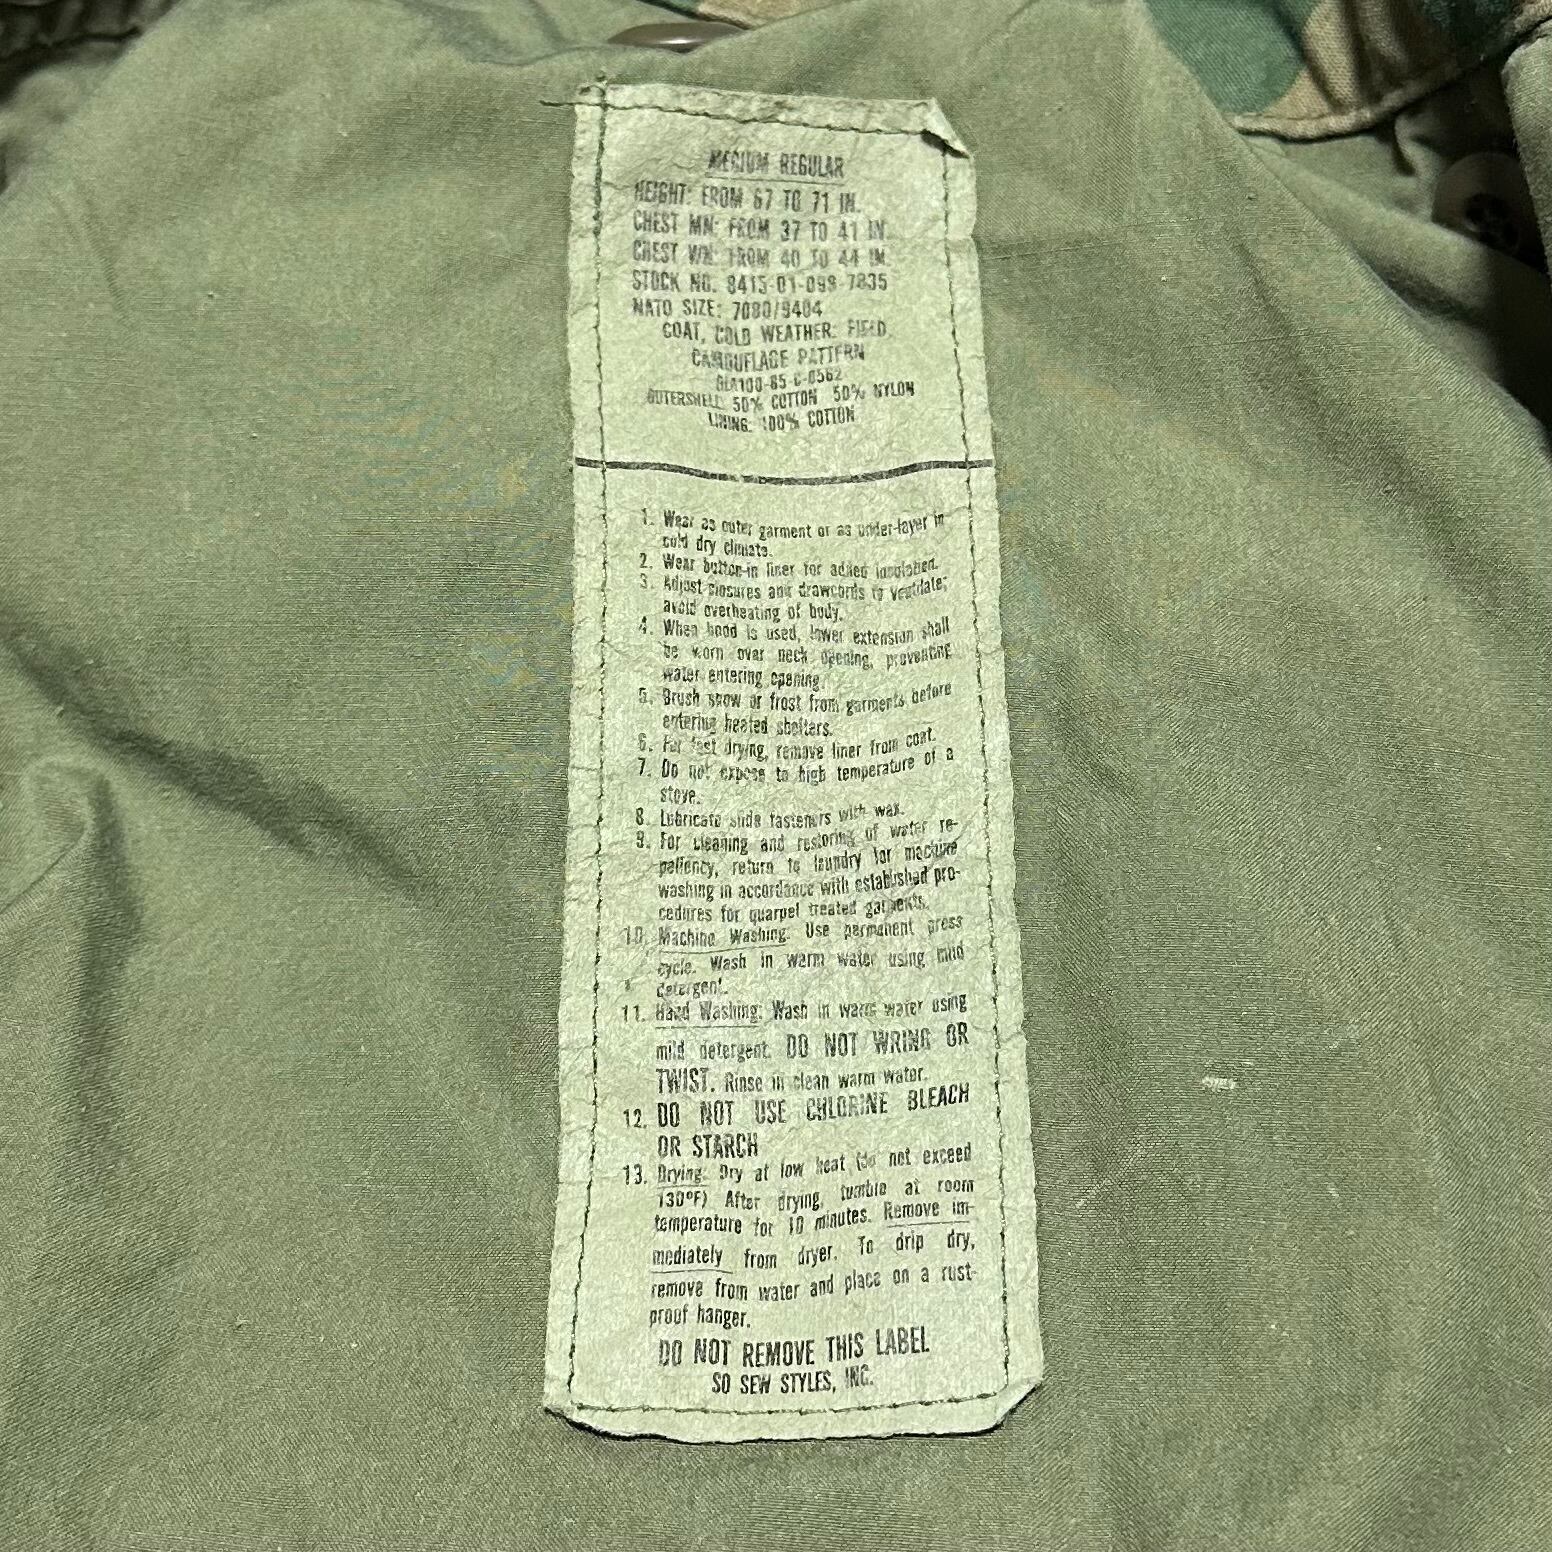 MEDIUM REGULAR
HEIGHT: FROM 67 TO 71 IN.
CHEST MN: FROM 37 TO 41 IN.
CHEST WN: FROM 40 TO 44 IN.
STOCK NO. 8415-01-099-7835
NATO SIZE: 7080/9404
COAT, COLD WEATHER: FIELD,
CAMOUFLAGE PATTERN
DLA100-85-C-0562
OUTERSHELL 50% COTTON 50% NYLON
LINING: 100% COTTON
1. Wear as outer garment or as under-layer in
cold dry climate.
2. Wear button-in liner for added insulation.
3. Adjust closures and drawcords to ventilate;
avoid overheating of body.
4. When hood is used, lower extension shall
be worn over neck opening, preventing
water entering opening.
5. Brush snow or frost from garments before
entering heated shelters.
6. For fast drying, remove liner from coat.
7. Do not expose to high temperature of a
stove.
8. Lubricate slide fasteners with wax.
9. For cleaning and restoring of water re-
pellency, return to laundry for machine
washing in accordance with established pro-
cedures for quarpel treated garments.
10. Machine Washing: Use permanent press
cycle. Wash in warm water using mild
detergent.
11. Hand Washing: Wash in warm water using
mild detergent. DO NOT WRING OR
TWIST. Rinse in clean warm water.
12. DO NOT USE CHLORINE BLEACH
OR STARCH
13. Drying: Dry at low heat (do not exceed
130°F) After drying, tumble at room
temperature for 10 minutes. Remove im-
mediately from dryer. To drip dry,
remove from water and place on a rust-
proof hanger.
DO NOT REMOVE THIS LABEL
SO SEW STYLES, INC.